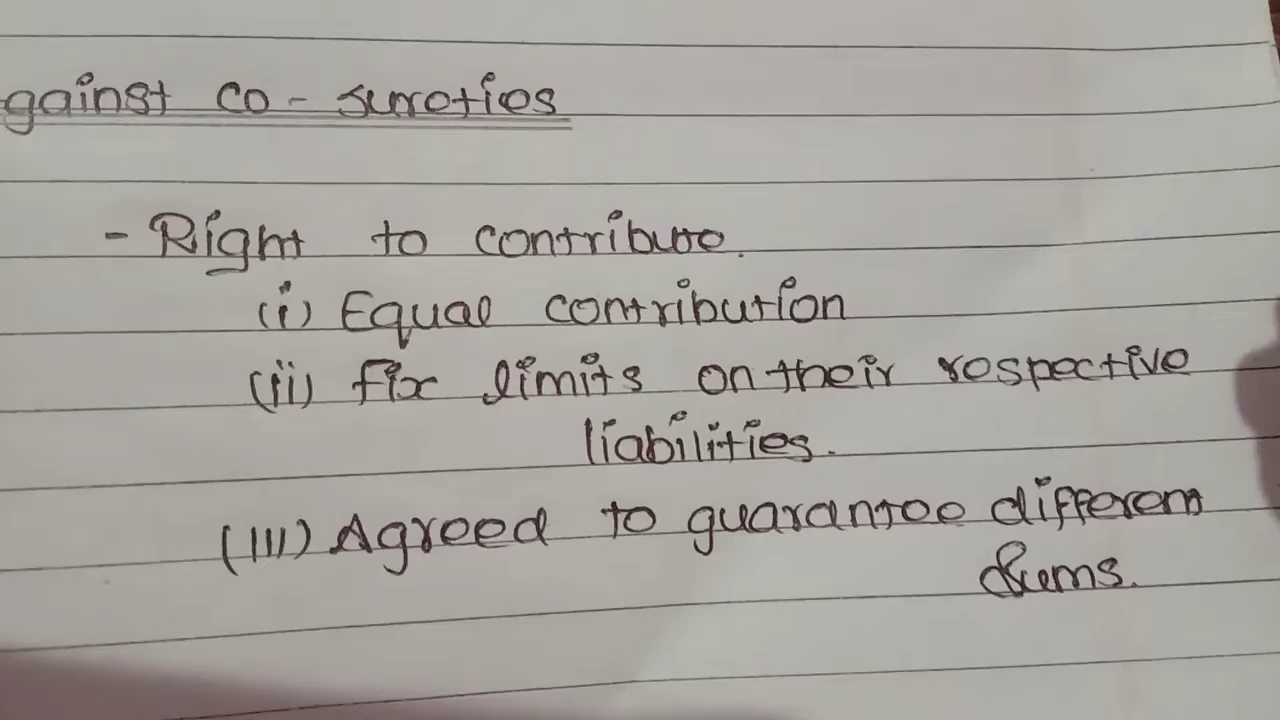 gainst co - sureties
- Right to contribute.
(i) Equal contribution
(ii) fix limits on their respective
liabilities.
(III) Agreed to guarantee different
sums.